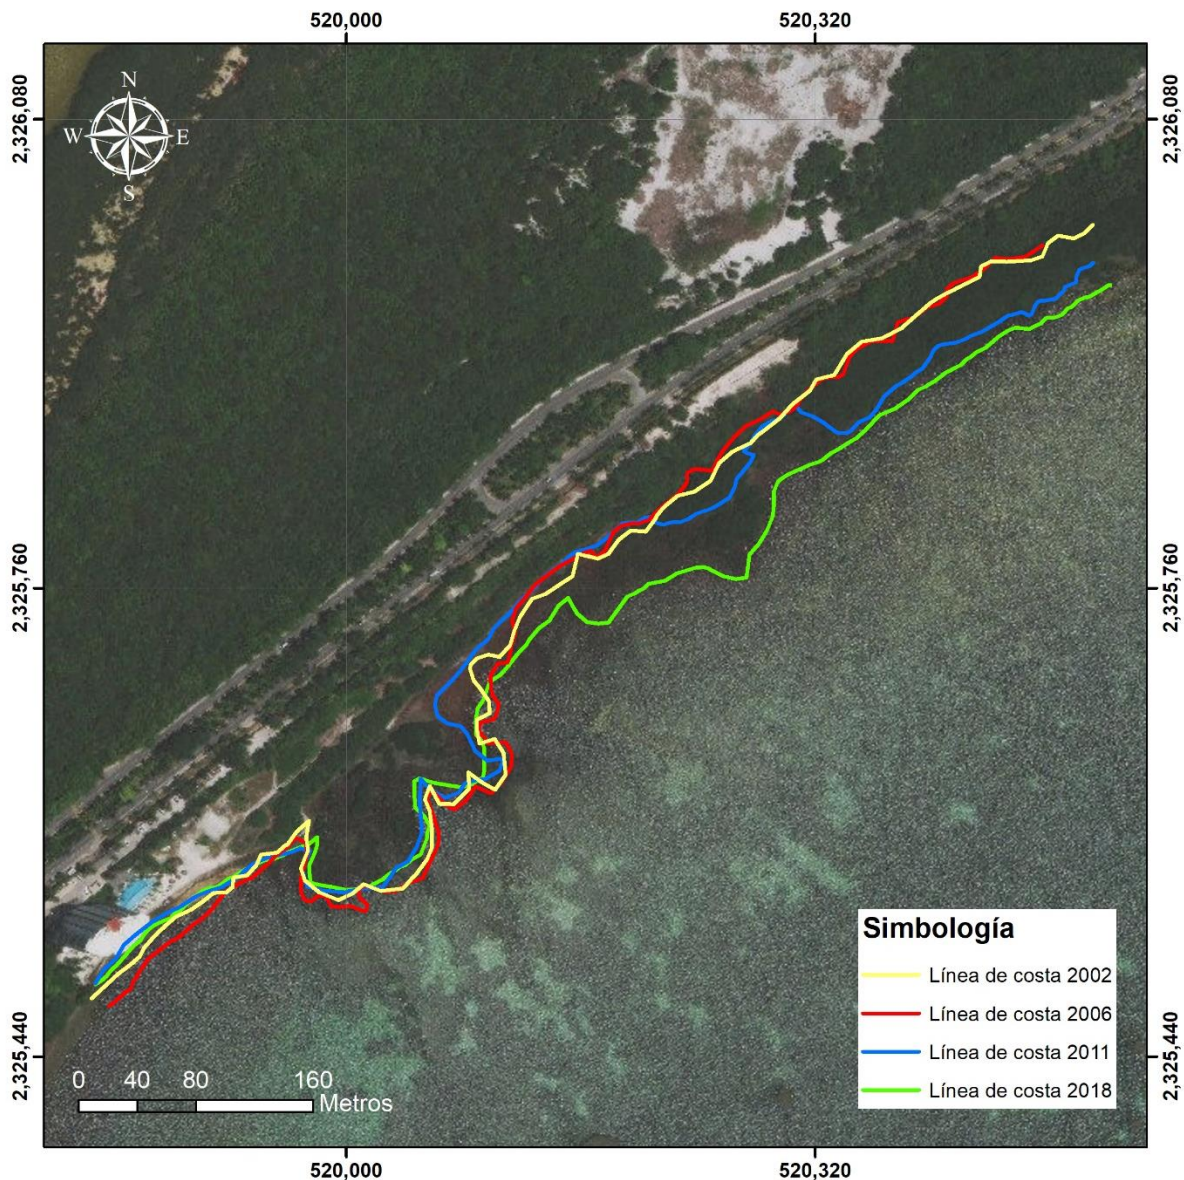 520,000
520,320
2,326,080
2,326,080
N
W
E
S
2,325,760
2,325,760
Simbología
Línea de costa 2002
Línea de costa 2006
Línea de costa 2011
Línea de costa 2018
2,325,440
2,325,440
0 40 80 160
Metros
520,000
520,320